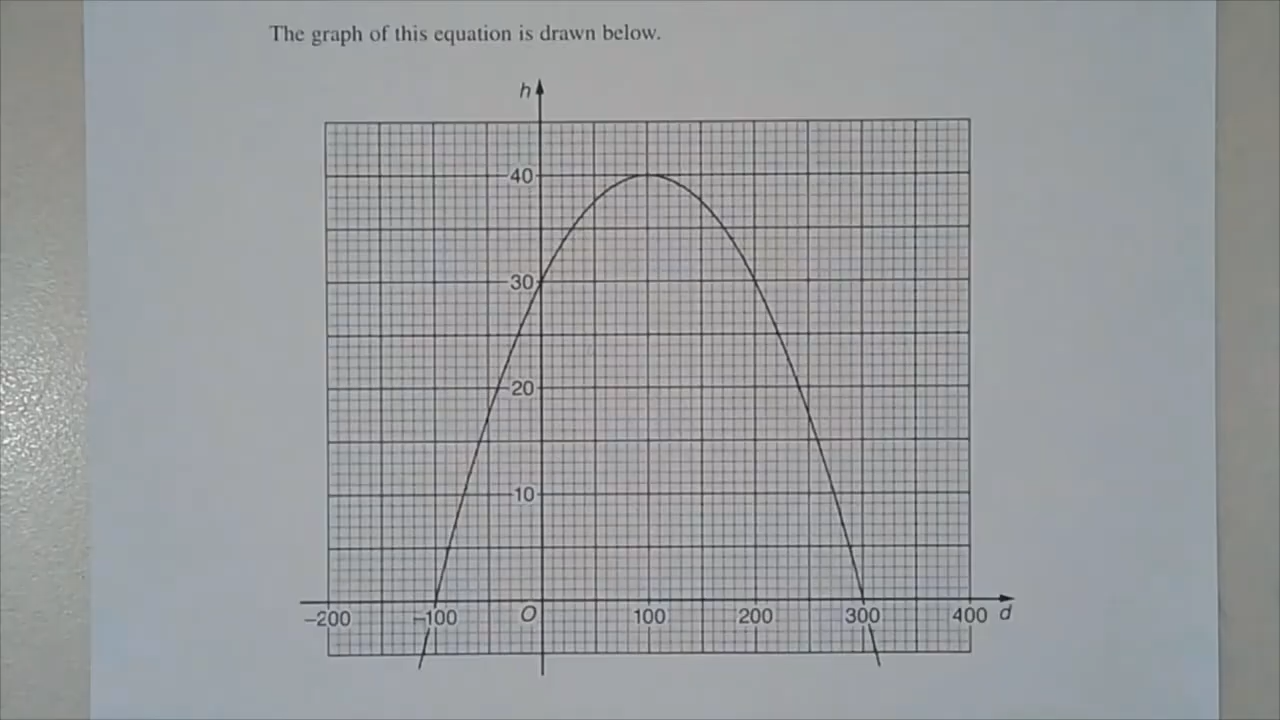 The graph of this equation is drawn below.
h
40
30
20
10
–200 –100 O 100 200 300 400 d